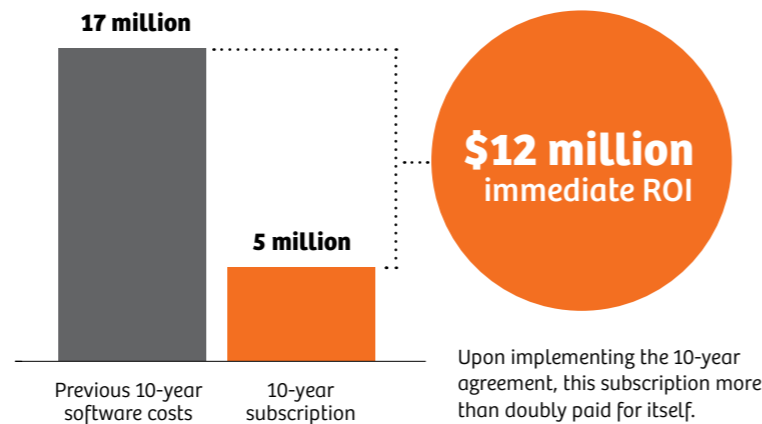 17 million
$12 million
immediate ROI
5 million
Previous 10-year
software costs
10-year
subscription
Upon implementing the 10-year
agreement, this subscription more
than doubly paid for itself.